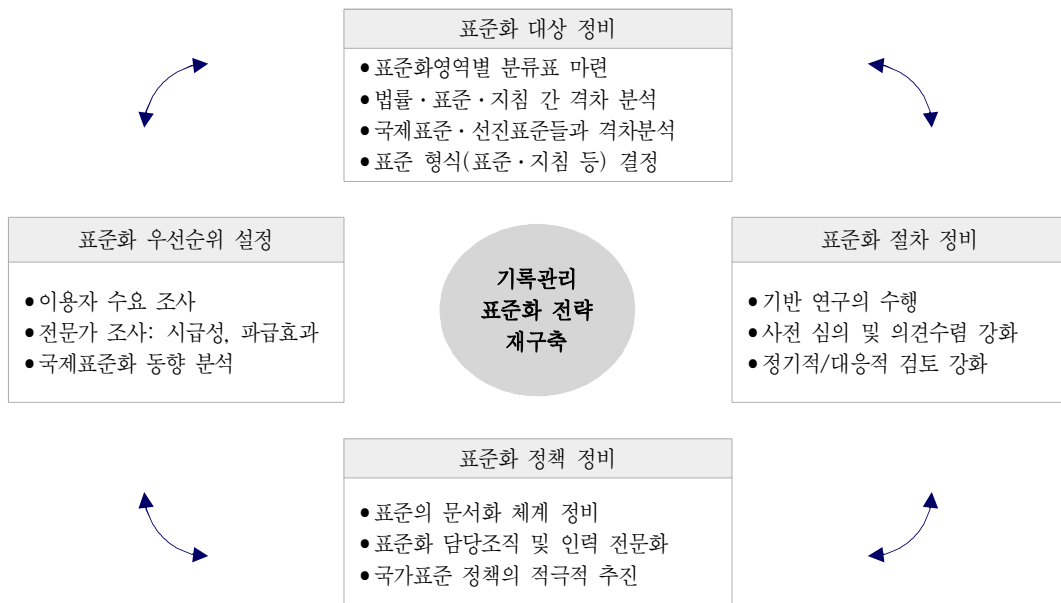 표준화 대상 정비
●표준화영역별 분류표 마련
●법률·표준·지침 간 격차 분석
●국제표준·선진표준들과 격차분석
●표준 형식(표준·지침 등) 결정
표준화 우선순위 설정
●이용자 수요 조사
●전문가 조사: 시급성, 파급효과
●국제표준화 동향 분석
기록관리
표준화 전략
재구축
표준화 절차 정비
●기반 연구의 수행
●사전 심의 및 의견수렴 강화
●정기적/대응적 검토 강화
표준화 정책 정비
●표준의 문서화 체계 정비
●표준화 담당조직 및 인력 전문화
●국가표준 정책의 적극적 추진